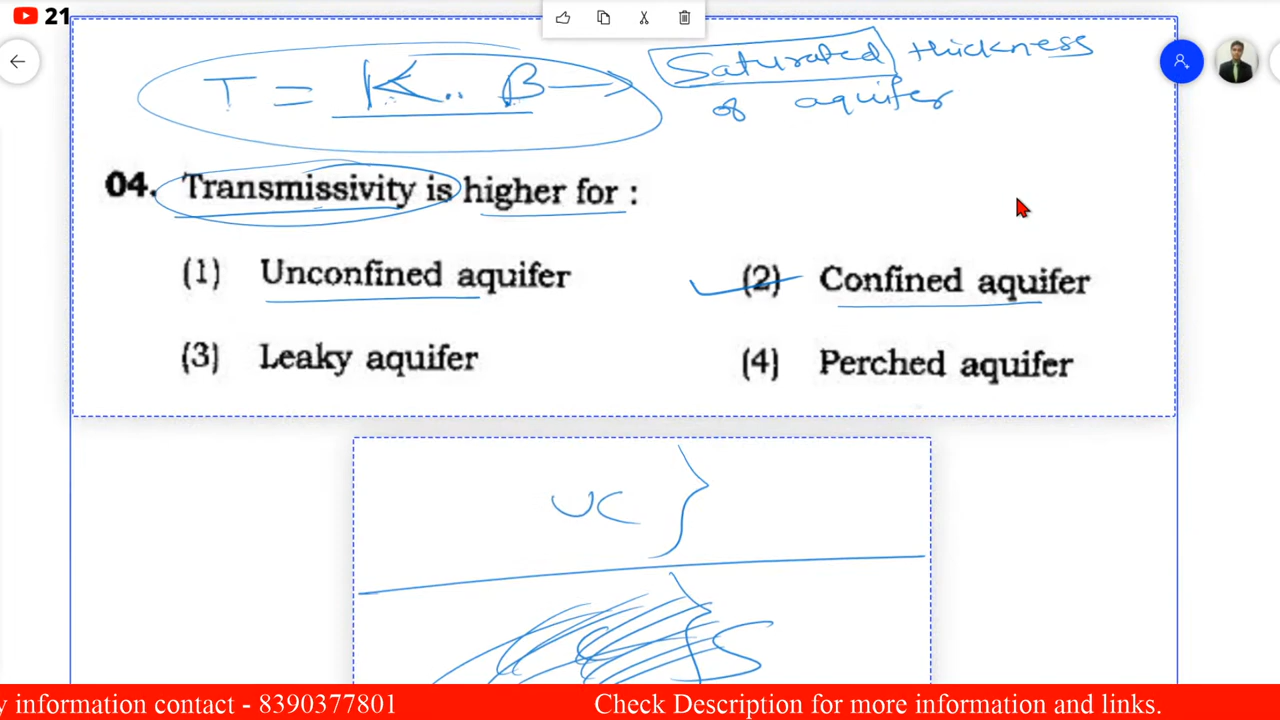 21
T = K.. B → Saturated thickness
of aquifer
04. Transmissivity is higher for :
(1) Unconfined aquifer
(2) Confined aquifer
(3) Leaky aquifer
(4) Perched aquifer
UC
y information contact - 8390377801 Check Description for more information and links.